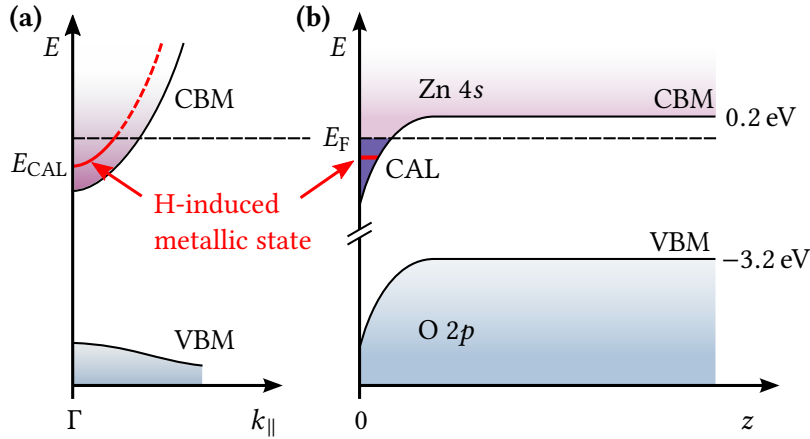 (a)
E
CBM
E_CAL
H-induced
metallic state
VBM
Γ
k_∥
(b)
E
Zn 4s
CBM
0.2 eV
E_F
CAL
VBM
−3.2 eV
O 2p
0
z